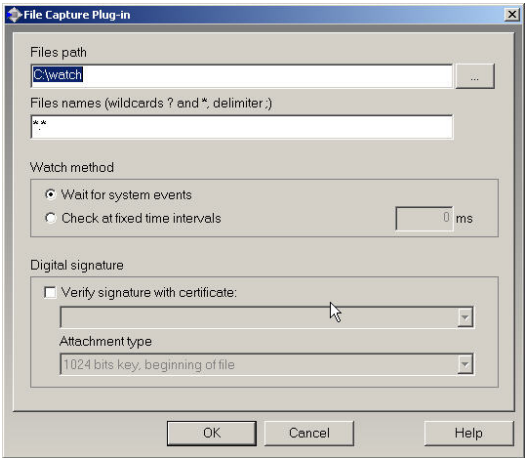 File Capture Plug-in
Files path
C:\watch
...
Files names (wildcards ? and *, delimiter ;)
*.*
Watch method
Wait for system events
Check at fixed time intervals
0 ms
Digital signature
Verify signature with certificate:
Attachment type
1024 bits key, beginning of file
OK Cancel Help